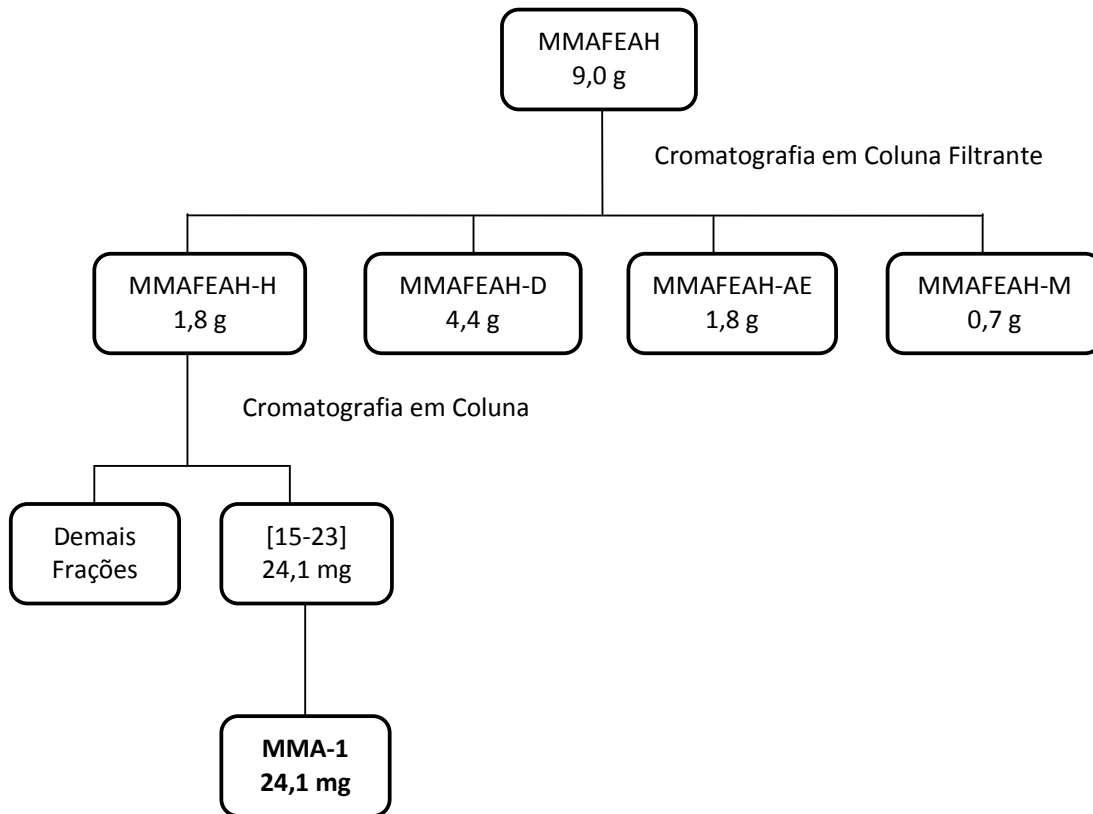 MMAFEAH
9,0 g
Cromatografia em Coluna Filtrante
MMAFEAH-H
1,8 g
MMAFEAH-D
4,4 g
MMAFEAH-AE
1,8 g
MMAFEAH-M
0,7 g
Cromatografia em Coluna
Demais
Frações
[15-23]
24,1 mg
MMA-1
24,1 mg